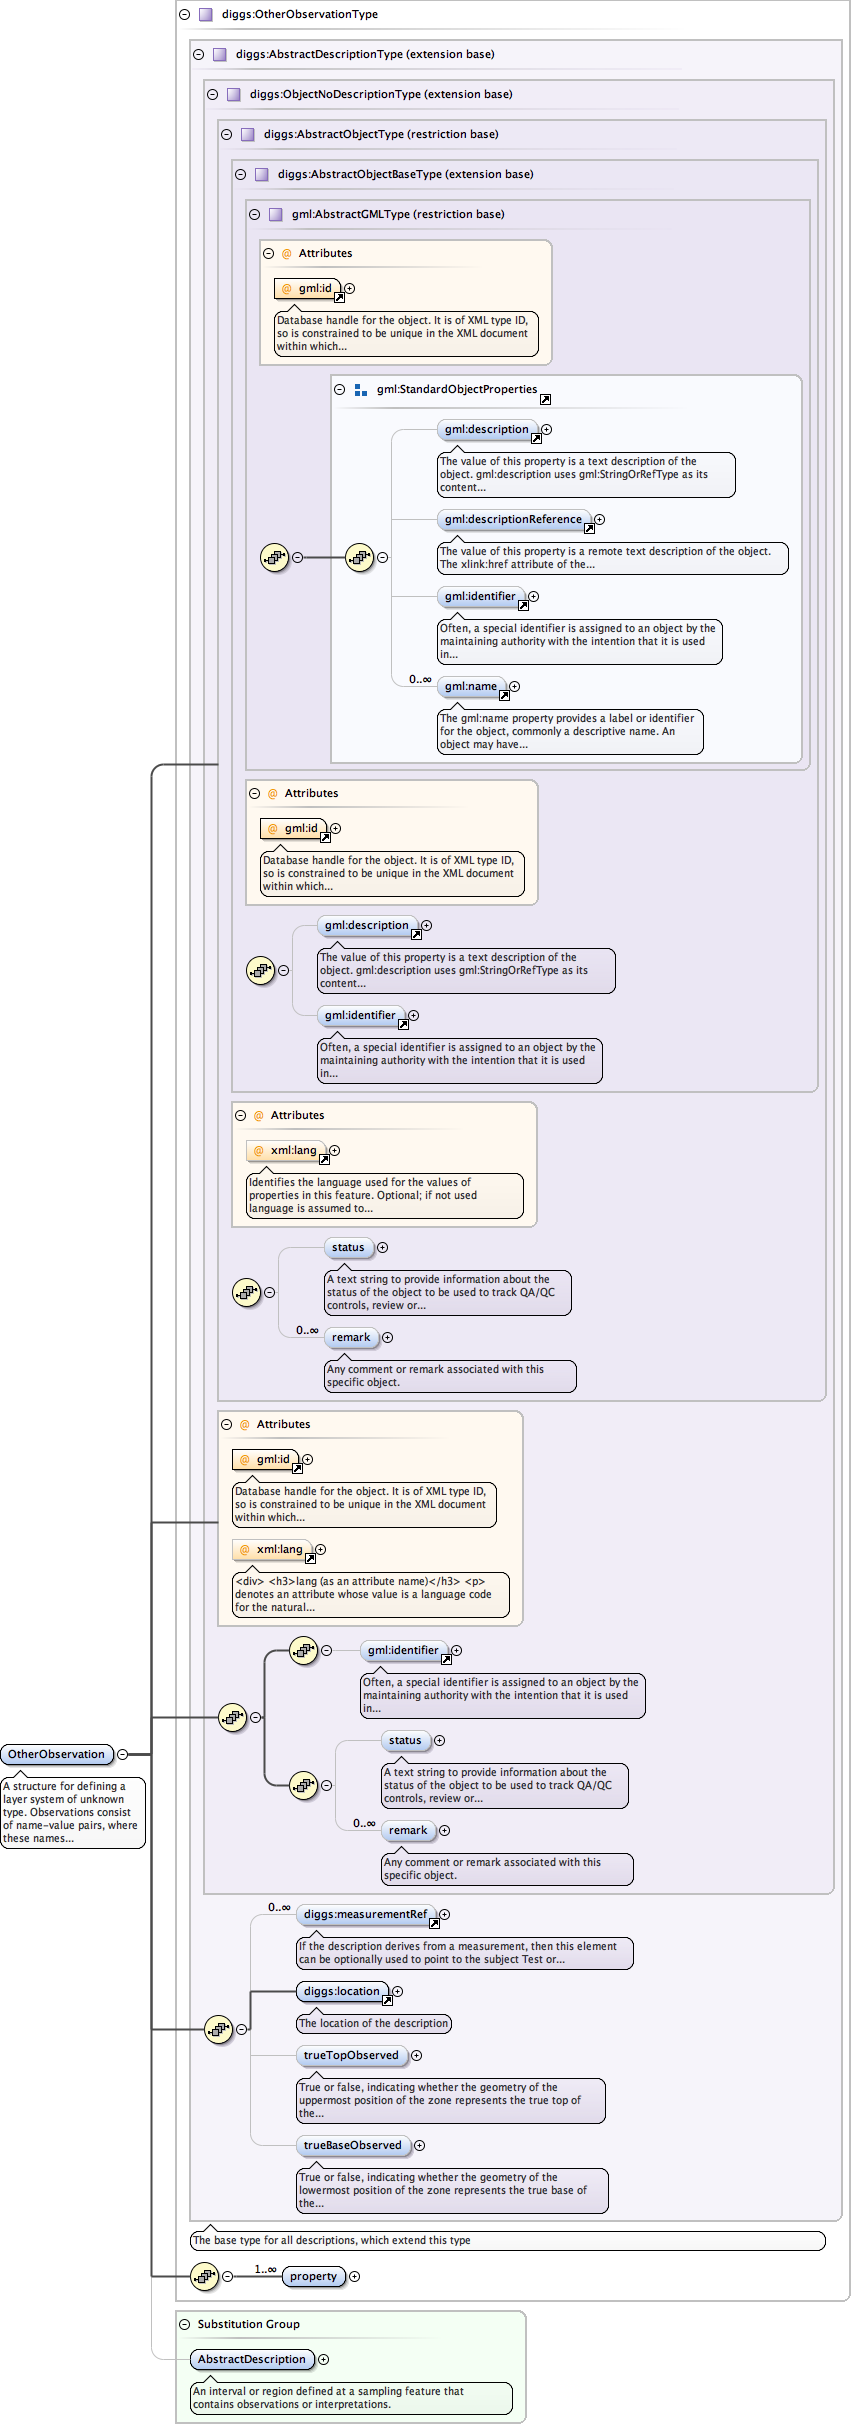 diggs:OtherObservationType
diggs:AbstractDescriptionType (extension base)
diggs:ObjectNoDescriptionType (extension base)
diggs:AbstractObjectType (restriction base)
diggs:AbstractObjectBaseType (extension base)
gml:AbstractGMLType (restriction base)
@ Attributes
@ gml:id
Database handle for the object. It is of XML type ID,
so is constrained to be unique in the XML document
within which...
gml:StandardObjectProperties
gml:description
The value of this property is a text description of the
object. gml:description uses gml:StringOrRefType as its
content...
gml:descriptionReference
The value of this property is a remote text description of the object.
The xlink:href attribute of the...
gml:identifier
Often, a special identifier is assigned to an object by the
maintaining authority with the intention that it is used
in...
0..∞
gml:name
The gml:name property provides a label or identifier
for the object, commonly a descriptive name. An
object may have...
@ Attributes
@ gml:id
Database handle for the object. It is of XML type ID,
so is constrained to be unique in the XML document
within which...
gml:description
The value of this property is a text description of the
object. gml:description uses gml:StringOrRefType as its
content...
gml:identifier
Often, a special identifier is assigned to an object by the
maintaining authority with the intention that it is used
in...
@ Attributes
@ xml:lang
Identifies the language used for the values of
properties in this feature. Optional; if not used
language is assumed to...
status
A text string to provide information about the
status of the object to be used to track QA/QC
controls, review or...
0..∞
remark
Any comment or remark associated with this
specific object.
@ Attributes
@ gml:id
Database handle for the object. It is of XML type ID,
so is constrained to be unique in the XML document
within which...
@ xml:lang
<div> <h3>lang (as an attribute name)</h3> <p>
denotes an attribute whose value is a language code
for the natural...
gml:identifier
Often, a special identifier is assigned to an object by the
maintaining authority with the intention that it is used
in...
status
A text string to provide information about the
status of the object to be used to track QA/QC
controls, review or...
0..∞
remark
Any comment or remark associated with this
specific object.
OtherObservation
A structure for defining a
layer system of unknown
type. Observations consist
of name-value pairs, where
these names...
0..∞
diggs:measurementRef
If the description derives from a measurement, then this element
can be optionally used to point to the subject Test or...
diggs:location
The location of the description
trueTopObserved
True or false, indicating whether the geometry of the
uppermost position of the zone represents the true top of
the...
trueBaseObserved
True or false, indicating whether the geometry of the
lowermost position of the zone represents the true base of
the...
The base type for all descriptions, which extend this type
1..∞
property
Substitution Group
AbstractDescription
An interval or region defined at a sampling feature that
contains observations or interpretations.